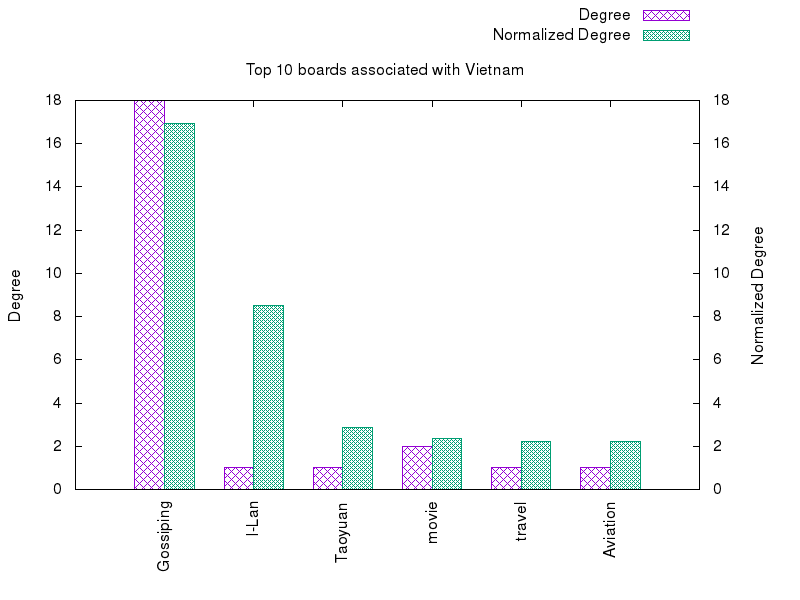 Degree
Normalized Degree
Top 10 boards associated with Vietnam
18 18
16 16
14 14
12 12
10 10
8 8
6 6
4 4
2 2
0 0
Degree
Normalized Degree
Gossiping
I-Lan
Taoyuan
movie
travel
Aviation